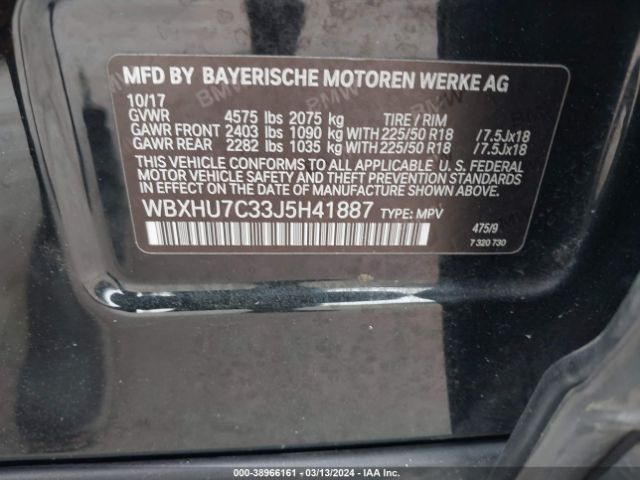 MFD BY BAYERISCHE MOTOREN WERKE AG
10/17
GVWR 4575 lbs 2075 kg TIRE / RIM
GAWR FRONT 2403 lbs 1090 kg WITH 225/50 R18 /7.5Jx18
GAWR REAR 2282 lbs 1035 kg WITH 225/50 R18 /7.5Jx18
THIS VEHICLE CONFORMS TO ALL APPLICABLE U. S. FEDERAL
MOTOR VEHICLE SAFETY, BUMPER, AND THEFT PREVENTION
STANDARDS IN EFFECT ON THE DATE OF MANUFACTURE SHOWN ABOVE.
WBXHU7C33J5H41887 TYPE: MPV
475/9
7 320 730
000-38966161 - 03/13/2024 - IAA Inc.